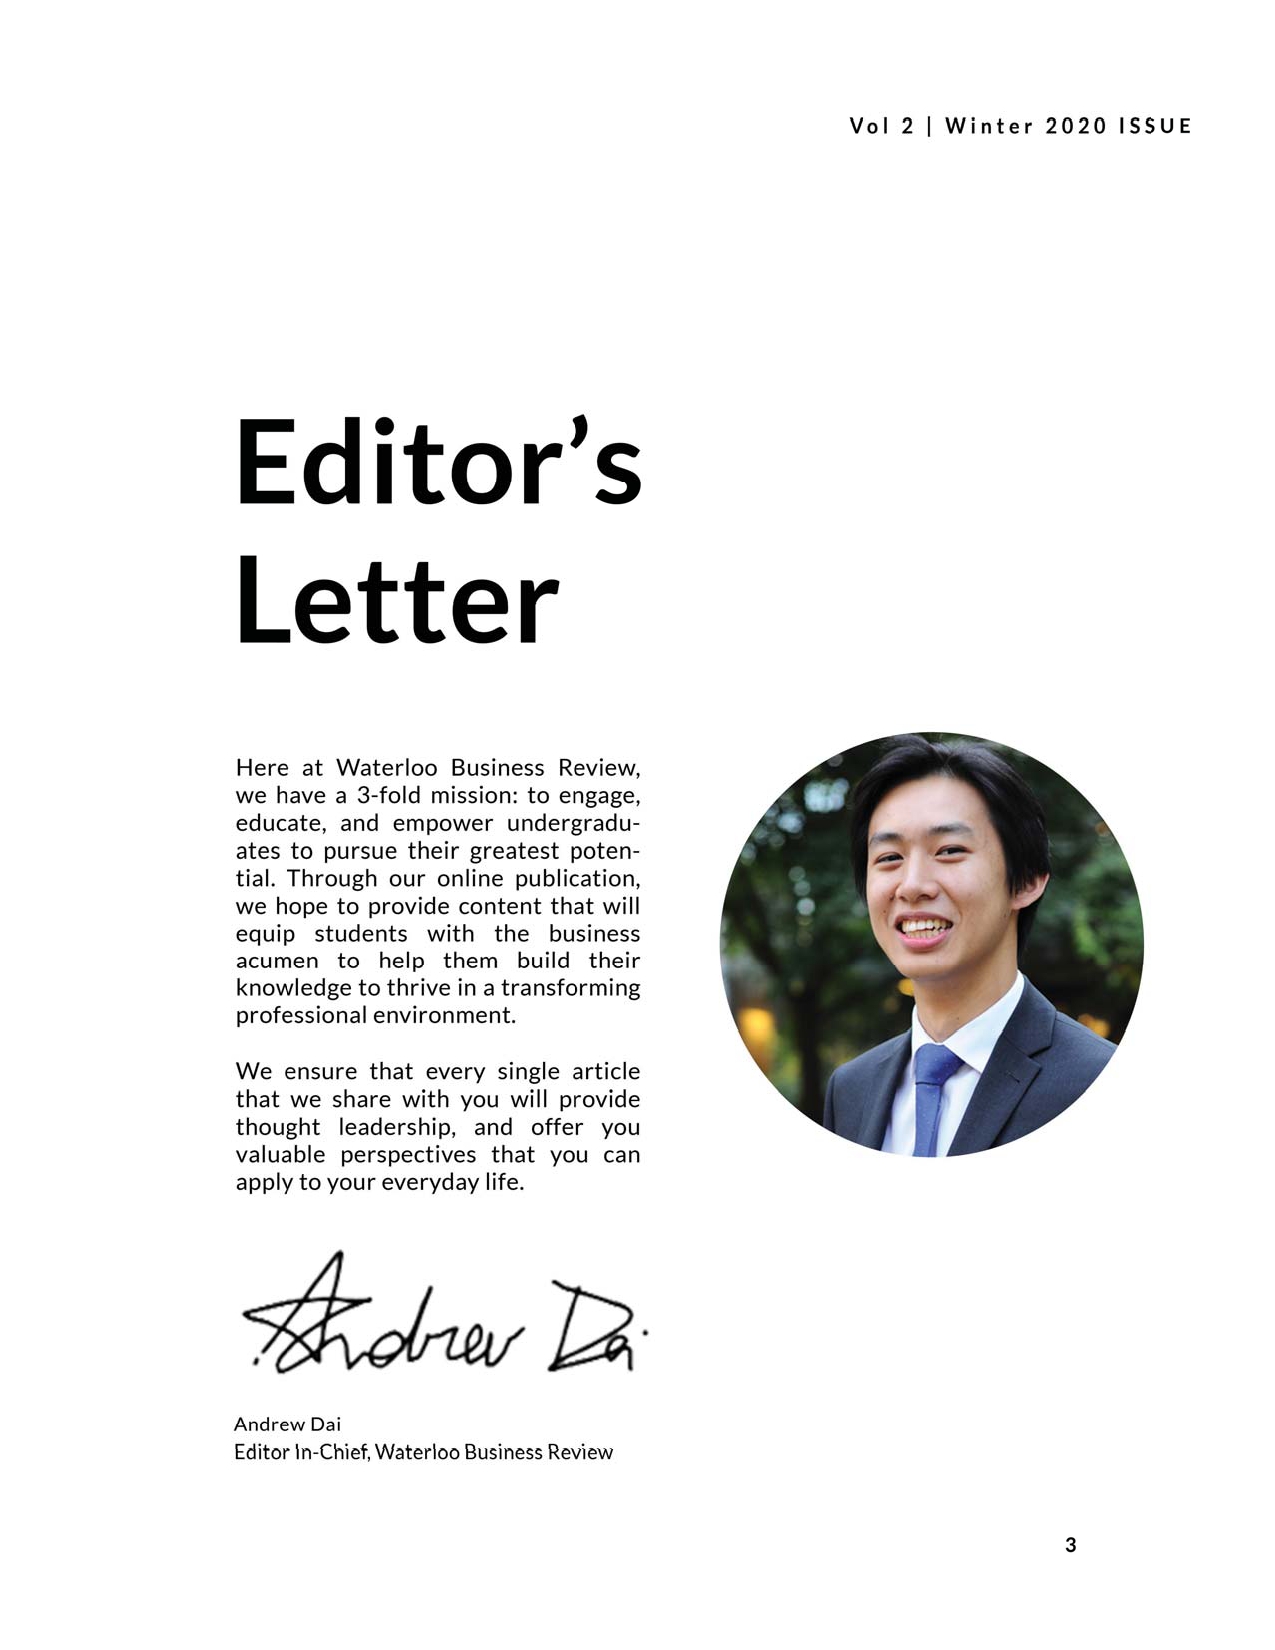 Vol 2 | Winter 2020 ISSUE
Editor’s
Letter
Here at Waterloo Business Review,
we have a 3-fold mission: to engage,
educate, and empower undergradu-
ates to pursue their greatest poten-
tial. Through our online publication,
we hope to provide content that will
equip students with the business
acumen to help them build their
knowledge to thrive in a transforming
professional environment.
We ensure that every single article
that we share with you will provide
thought leadership, and offer you
valuable perspectives that you can
apply to your everyday life.
Andrew Dai
Andrew Dai
Editor In-Chief, Waterloo Business Review
3